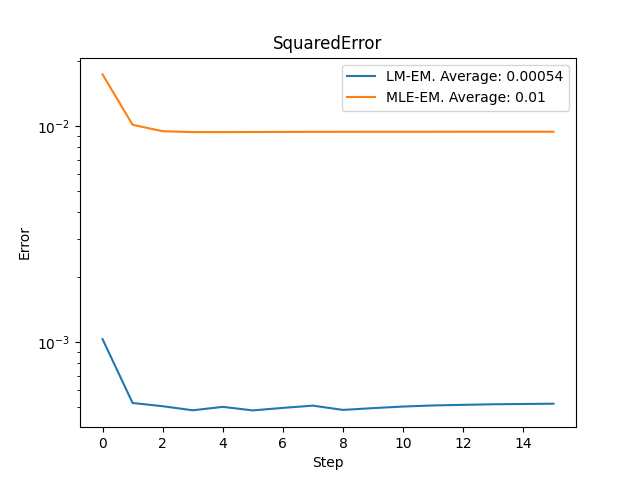 SquaredError
LM-EM. Average: 0.00054
MLE-EM. Average: 0.01
10⁻²
10⁻³
Error
0 2 4 6 8 10 12 14
Step